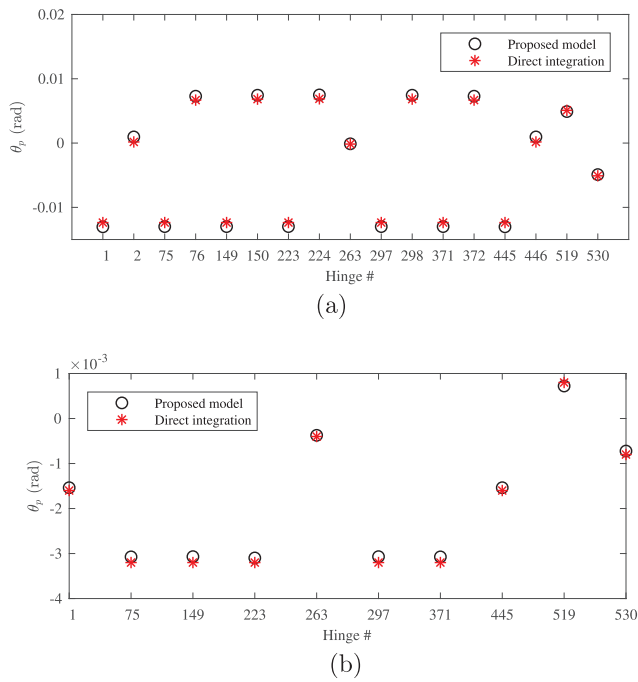 0.02
0.01
0
-0.01
θp (rad)
Proposed model
Direct integration
1 2 75 76 149 150 223 224 263 297 298 371 372 445 446 519 530
Hinge #
(a)
×10-3
1
0
-1
-2
-3
-4
θp (rad)
Proposed model
Direct integration
1 75 149 223 263 297 371 445 519 530
Hinge #
(b)